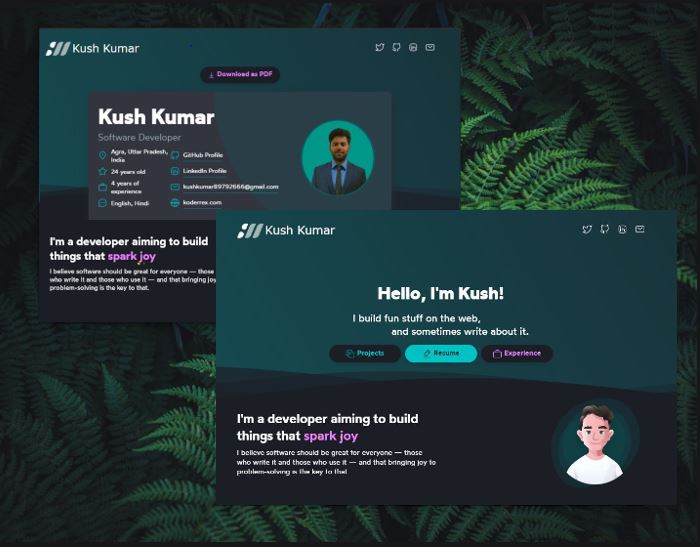 Kush Kumar
Download as PDF
Kush Kumar
Software Developer
Agra, Uttar Pradesh,
India
GitHub Profile
24 years old
LinkedIn Profile
4 years of
experience
kushkumar89792666@gmail.com
English, Hindi
koderrex.com
I'm a developer aiming to build
things that spark joy
I believe software should be great for everyone — those
who write it and those who use it — and that bringing joy
problem-solving is the key to that.
Kush Kumar
Hello, I'm Kush!
I build fun stuff on the web,
and sometimes write about it.
Projects
Resume
Experience
I'm a developer aiming to build
things that spark joy
I believe software should be great for everyone — those
who write it and those who use it — and that bringing joy to
problem-solving is the key to that